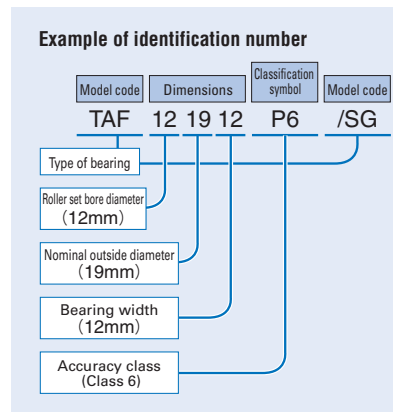 Example of identification number
Model code Dimensions Classification symbol Model code
TAF 12 19 12 P6 /SG
Type of bearing
Roller set bore diameter
(12mm)
Nominal outside diameter
(19mm)
Bearing width
(12mm)
Accuracy class
(Class 6)